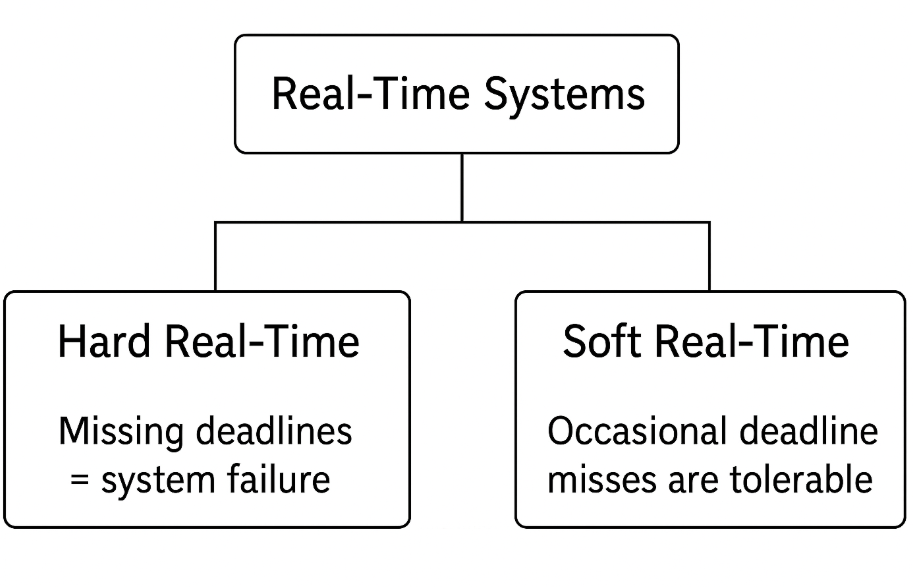 Real-Time Systems
Hard Real-Time
Missing deadlines
= system failure
Soft Real-Time
Occasional deadline
misses are tolerable